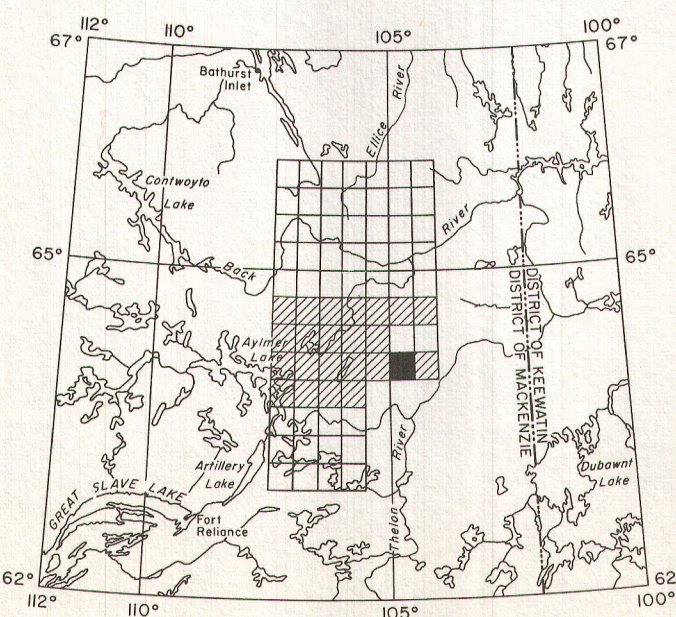 112°
110°
105°
100°
67°
67°
Bathurst
Inlet
Ellice
River
Contwoyto
Lake
River
65°
65°
Back
DISTRICT OF KEEWATIN
DISTRICT OF MACKENZIE
Aylmer
Lake
Artillery
Lake
River
Dubawnt
Lake
GREAT SLAVE LAKE
Fort
Reliance
Thelon
62°
62°
112°
110°
105°
100°